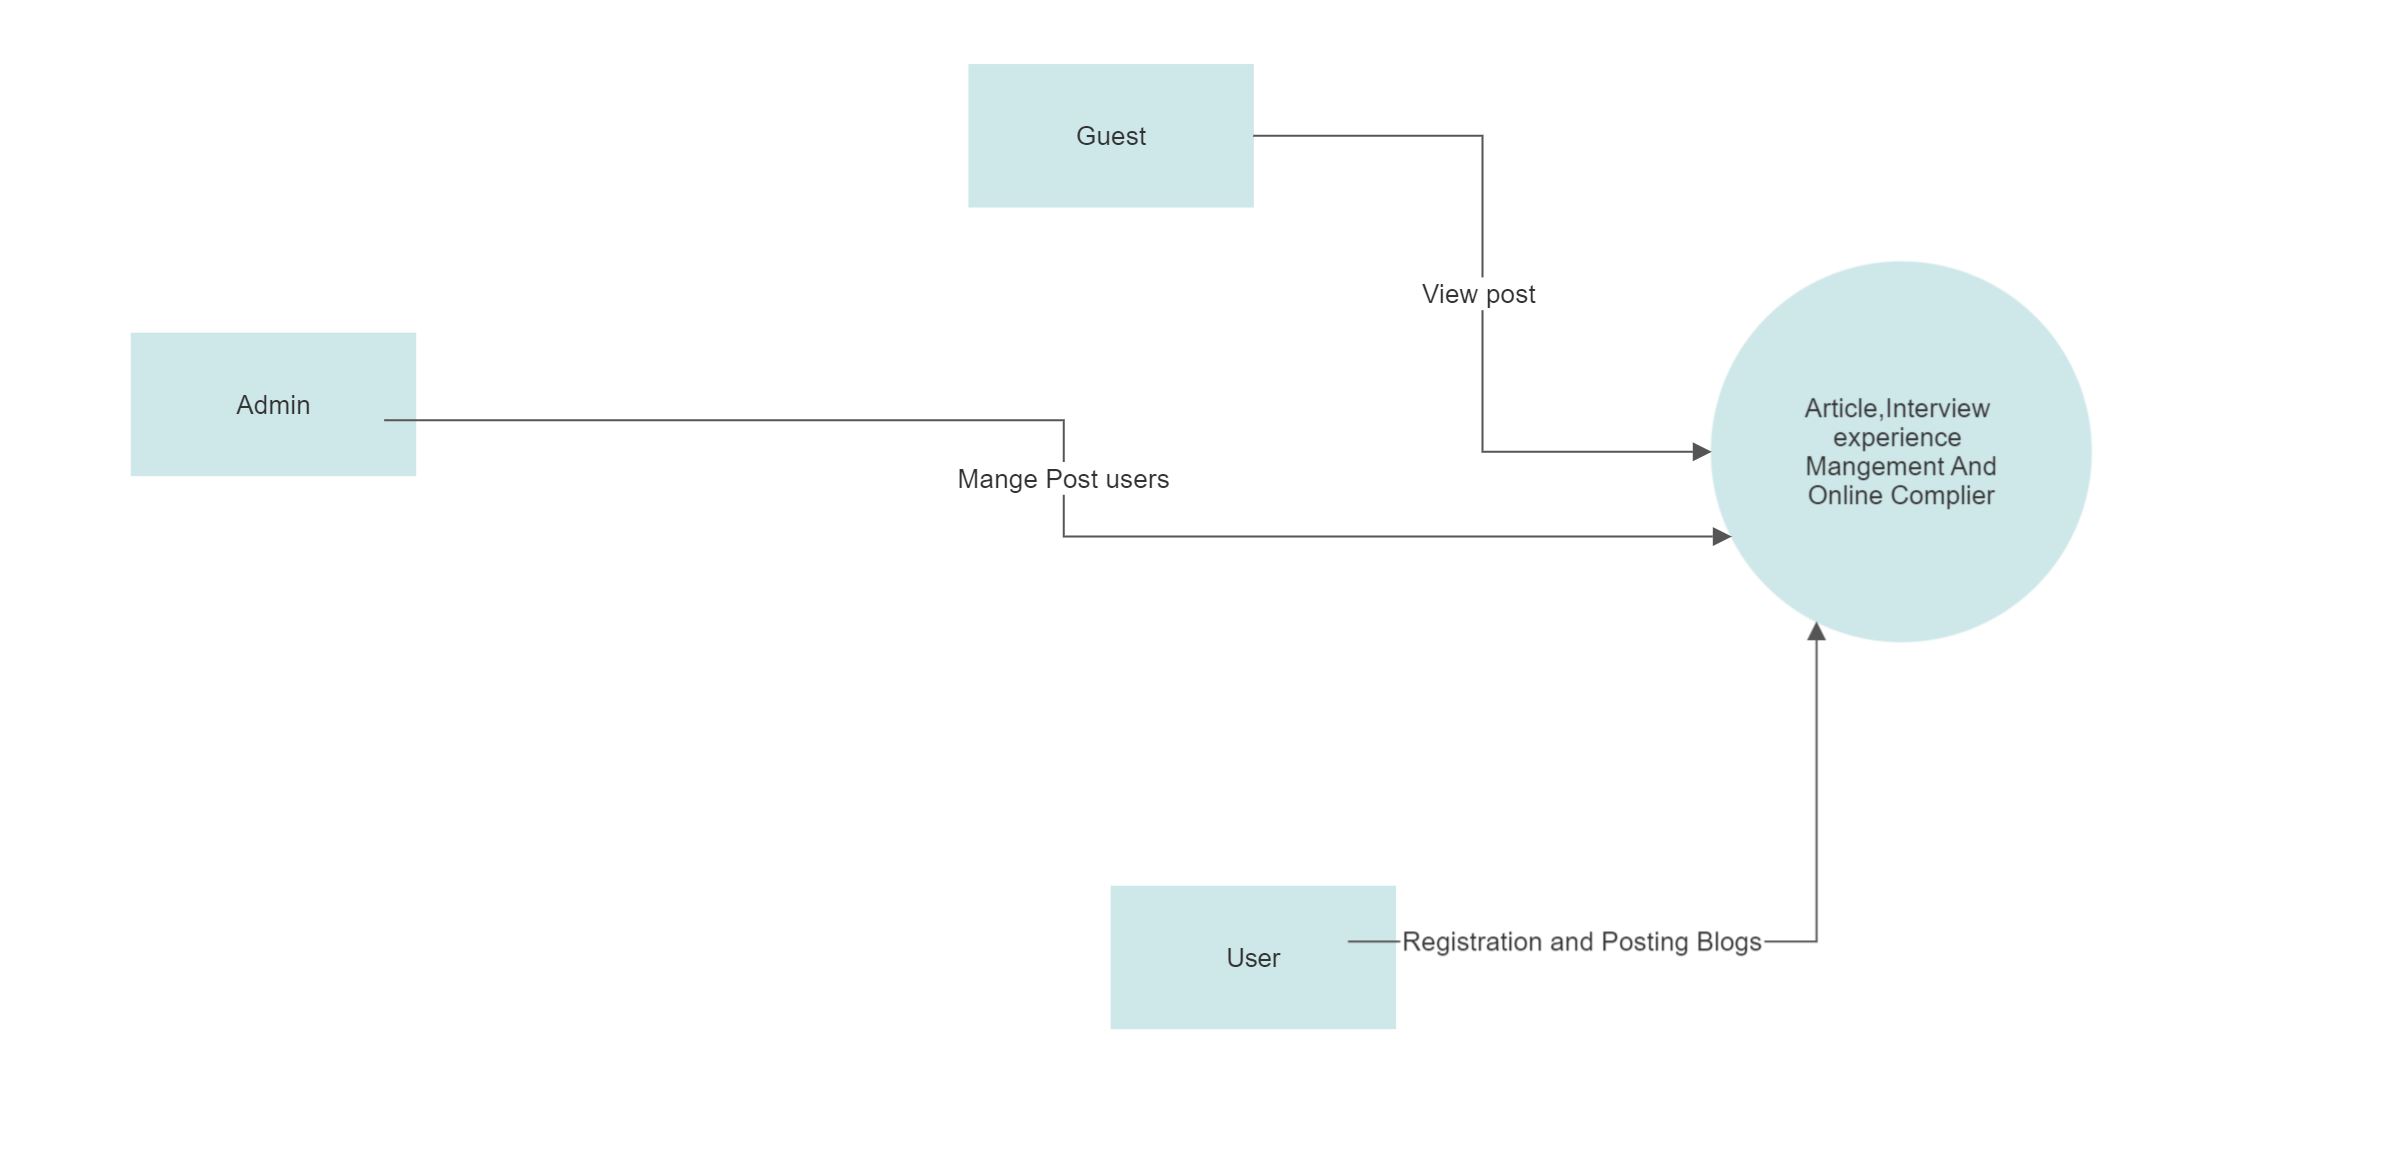 Guest
View post
Admin
Mange Post users
Article,Interview
experience
Mangement And
Online Complier
User
Registration and Posting Blogs